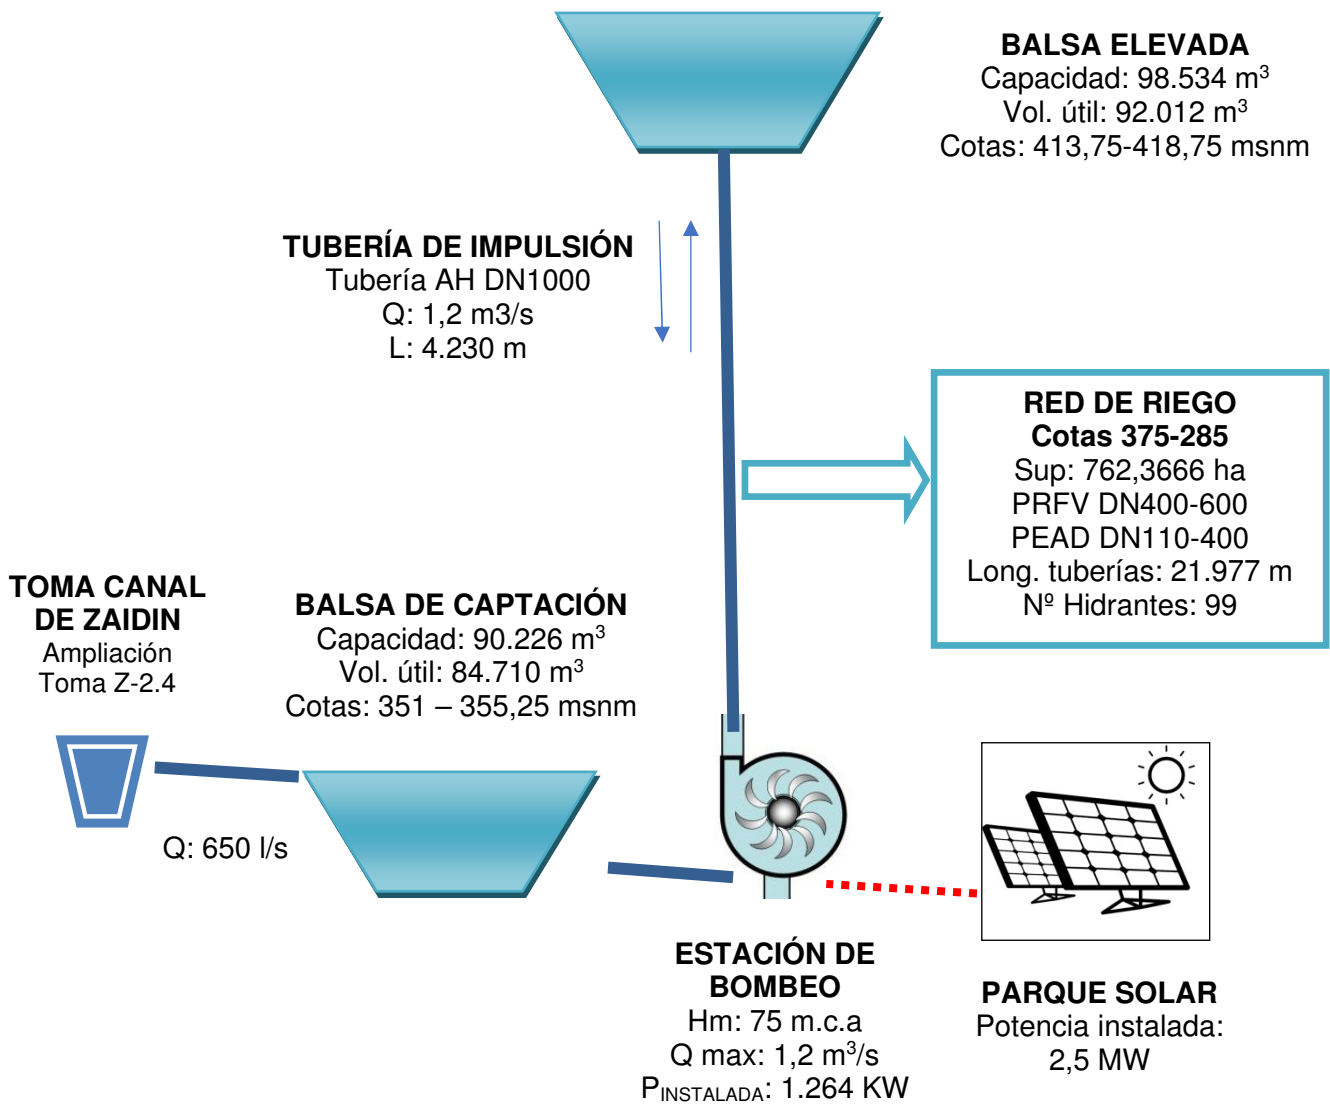 BALSA ELEVADA
Capacidad: 98.534 m³
Vol. útil: 92.012 m³
Cotas: 413,75-418,75 msnm
TUBERÍA DE IMPULSIÓN
Tubería AH DN1000
Q: 1,2 m3/s
L: 4.230 m
RED DE RIEGO
Cotas 375-285
Sup: 762,3666 ha
PRFV DN400-600
PEAD DN110-400
Long. tuberías: 21.977 m
Nº Hidrantes: 99
TOMA CANAL
DE ZAIDIN
Ampliación
Toma Z-2.4
BALSA DE CAPTACIÓN
Capacidad: 90.226 m³
Vol. útil: 84.710 m³
Cotas: 351 – 355,25 msnm
Q: 650 l/s
ESTACIÓN DE
BOMBEO
Hm: 75 m.c.a
Q max: 1,2 m³/s
PINSTALADA: 1.264 KW
PARQUE SOLAR
Potencia instalada:
2,5 MW